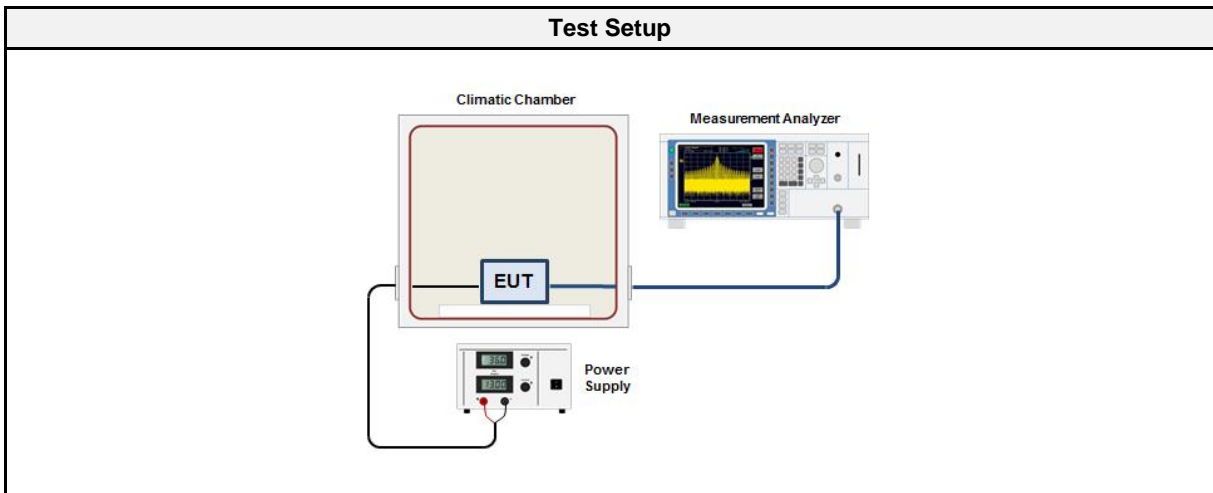 Test Setup
Climatic Chamber
Measurement Analyzer
EUT
Power
Supply